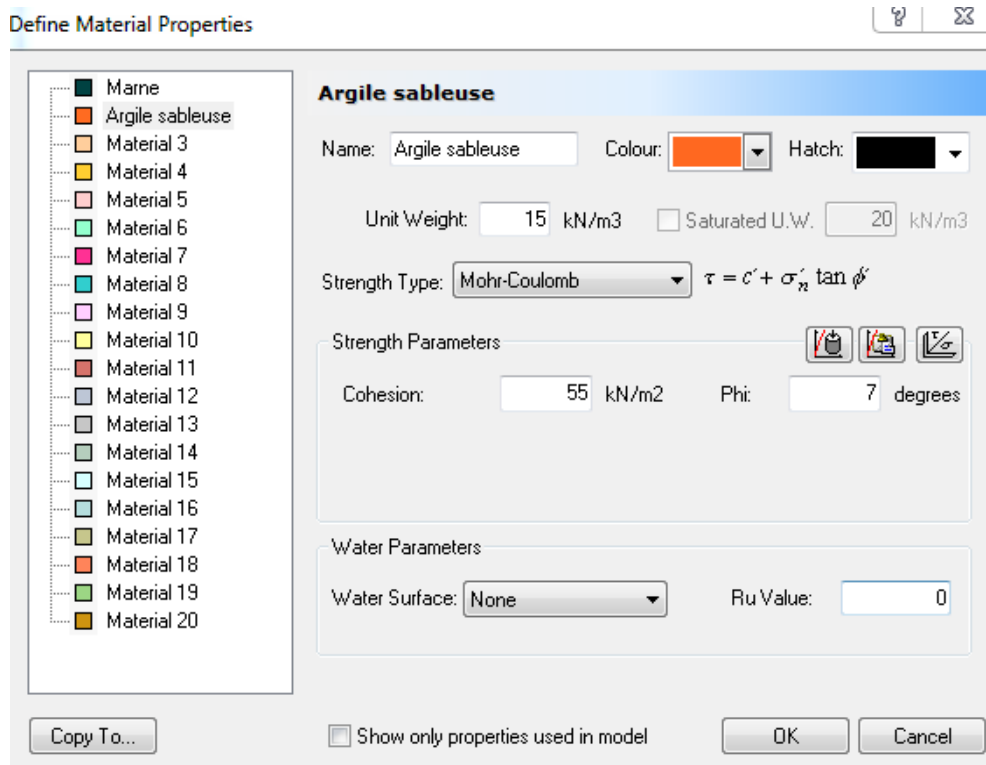 Define Material Properties
Marne
Argile sableuse
Material 3
Material 4
Material 5
Material 6
Material 7
Material 8
Material 9
Material 10
Material 11
Material 12
Material 13
Material 14
Material 15
Material 16
Material 17
Material 18
Material 19
Material 20
Argile sableuse
Name: Argile sableuse Colour: Hatch:
Unit Weight: 15 kN/m3 Saturated U.W. 20 kN/m3
Strength Type: Mohr-Coulomb τ = c′ + σ′n tan ϕ′
Strength Parameters
Cohesion: 55 kN/m2 Phi: 7 degrees
Water Parameters
Water Surface: None Ru Value: 0
Copy To... Show only properties used in model OK Cancel